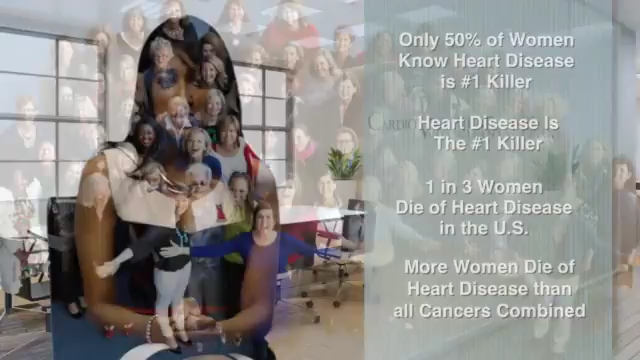 Only 50% of Women
Know Heart Disease
is #1 Killer
Heart Disease Is
The #1 Killer
1 in 3 Women
Die of Heart Disease
in the U.S.
More Women Die of
Heart Disease than
all Cancers Combined